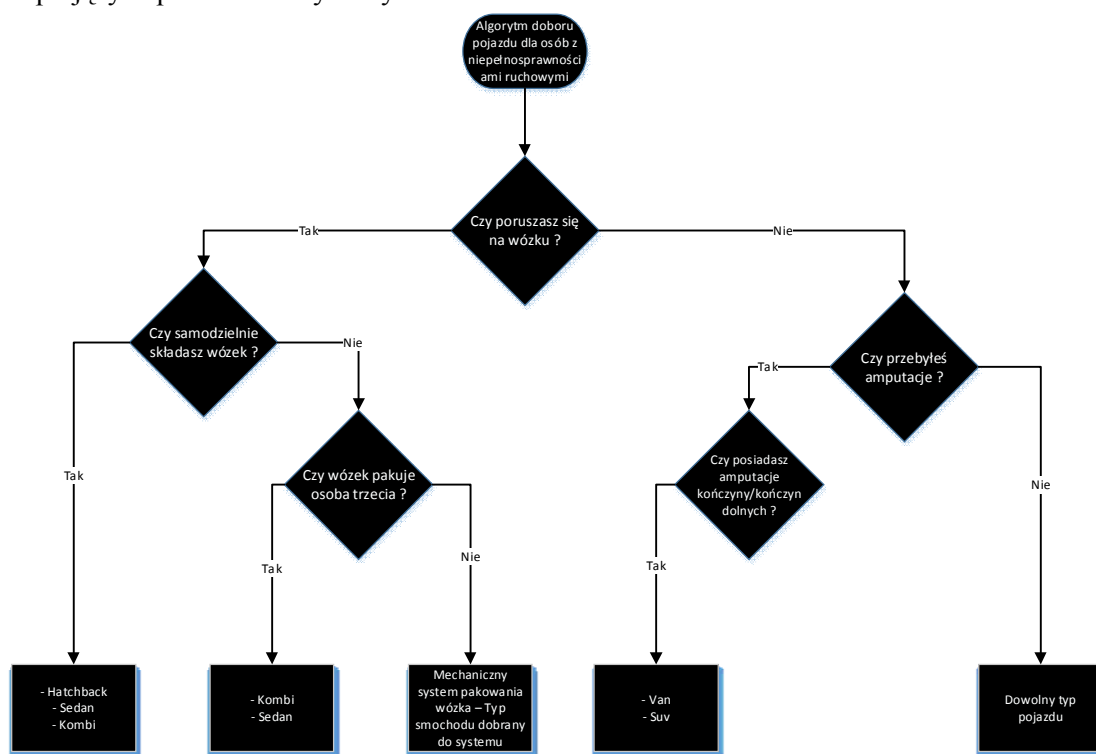 Algorytm doboru
pojazdu dla osób z
niepełnosprawności
ami ruchowymi
Czy poruszasz się
na wózku ?
Tak
Nie
Czy samodzielnie
składasz wózek ?
Nie
Czy przebyłeś
amputacje ?
Tak
Czy wózek pakuje
osoba trzecia ?
Czy posiadasz
amputacje
kończyny/kończyn
dolnych ?
Tak
Nie
Tak
Nie
Tak
- Hatchback
- Sedan
- Kombi
- Kombi
- Sedan
Mechaniczny
system pakowania
wózka – Typ
smochodu dobrany
do systemu
- Van
- Suv
Dowolny typ
pojazdu